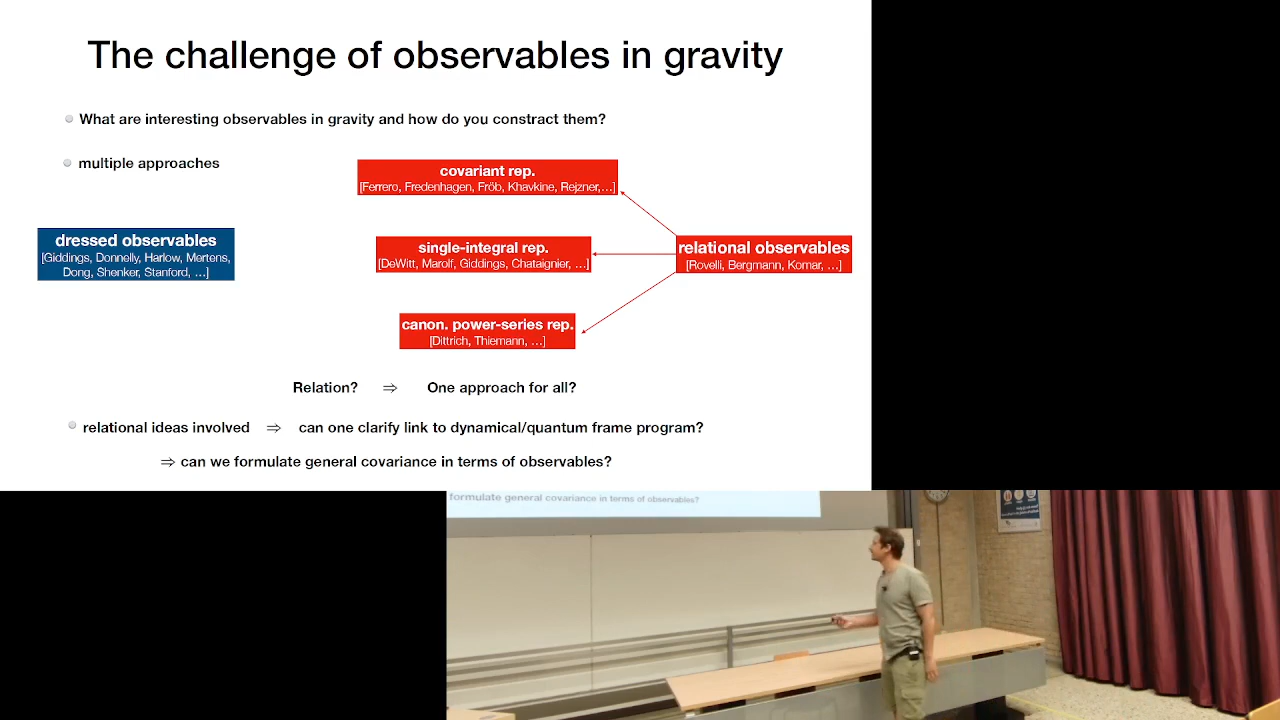 The challenge of observables in gravity
What are interesting observables in gravity and how do you constract them?
multiple approaches
covariant rep.
[Ferrero, Fredenhagen, Fröb, Khavkine, Rejzner,...]
dressed observables
[Giddings, Donnelly, Harlow, Mertens,
Dong, Shenker, Stanford, ...]
single-integral rep.
[DeWitt, Marolf, Giddings, Chataignier, ...]
relational observables
[Rovelli, Bergmann, Komar, ...]
canon. power-series rep.
[Dittrich, Thiemann, ...]
Relation? ⇒ One approach for all?
relational ideas involved ⇒ can one clarify link to dynamical/quantum frame program?
⇒ can we formulate general covariance in terms of observables?
formulate general covariance in terms of observables?